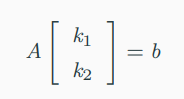 A [ k₁ ] = b
k₂